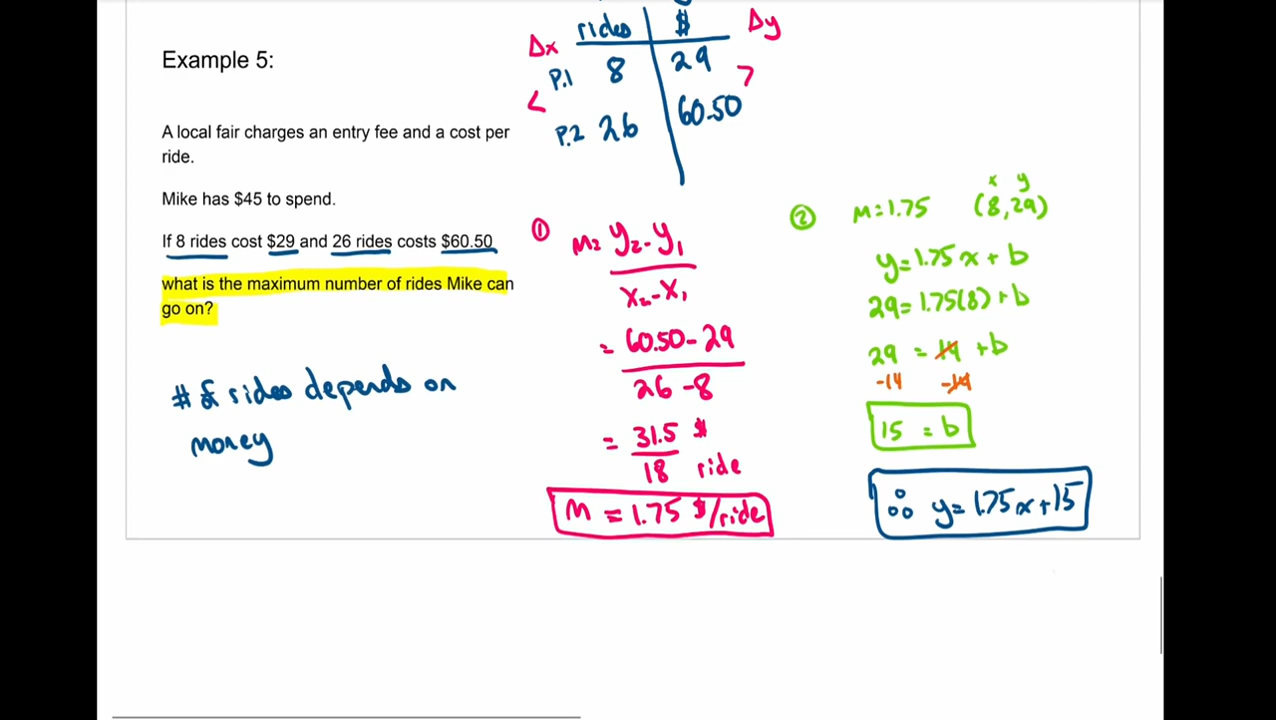 Example 5:
A local fair charges an entry fee and a cost per
ride.
Mike has $45 to spend.
If 8 rides cost $29 and 26 rides costs $60.50
what is the maximum number of rides Mike can
go on?
# of rides depends on
money
Δx rides $ Δy
P.1 8 29 >
<
P.2 26 60.50
① m= y₂-y₁
x₂-x₁
= 60.50-29
26-8
= 31.5 $
18 ride
m = 1.75 $/ride
x y
② m=1.75 (8,29)
y=1.75x+b
29=1.75(8)+b
29 = 14 +b
-14 -14
15 = b
∴ y=1.75x+15